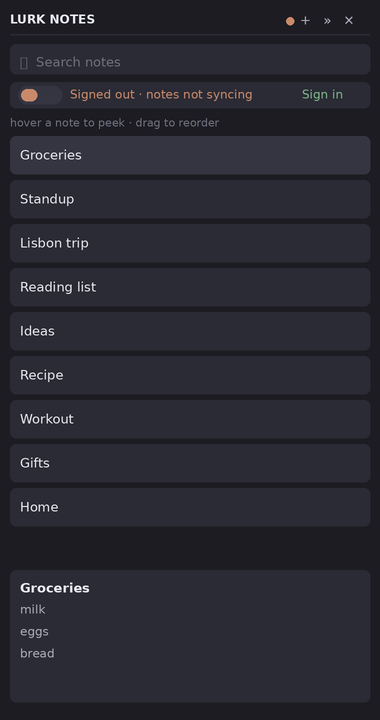 LURK NOTES + » ×
Search notes
Signed out · notes not syncing Sign in
hover a note to peek · drag to reorder
Groceries
Standup
Lisbon trip
Reading list
Ideas
Recipe
Workout
Gifts
Home
Groceries
milk
eggs
bread